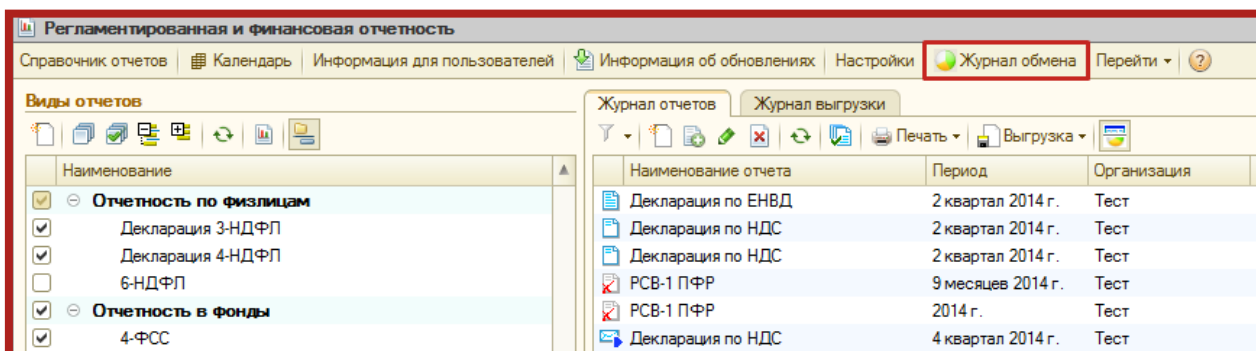 Регламентированная и финансовая отчетность
Справочник отчетов Календарь Информация для пользователей Информация об обновлениях Настройки Журнал обмена Перейти ?
Виды отчетов
Журнал отчетов Журнал выгрузки
Печать Выгрузка
Наименование
Наименование отчета Период Организация
Отчетность по физлицам
Декларация по ЕНВД 2 квартал 2014 г. Тест
Декларация 3-НДФЛ
Декларация по НДС 2 квартал 2014 г. Тест
Декларация 4-НДФЛ
Декларация по НДС 2 квартал 2014 г. Тест
6-НДФЛ
РСВ-1 ПФР 9 месяцев 2014 г. Тест
Отчетность в фонды
РСВ-1 ПФР 2014 г. Тест
4-ФСС
Декларация по НДС 4 квартал 2014 г. Тест